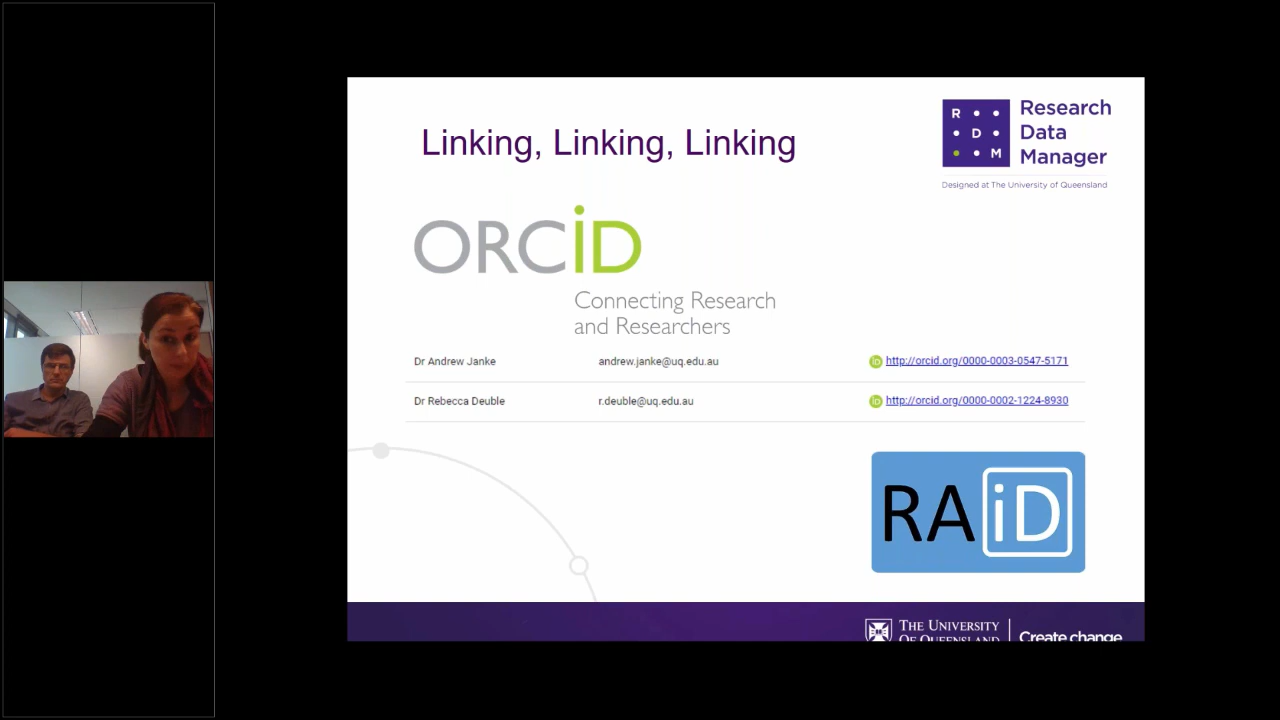 Linking, Linking, Linking
R
D
M
Research
Data
Manager
Designed at The University of Queensland
ORCiD
Connecting Research
and Researchers
Dr Andrew Janke andrew.janke@uq.edu.au iD http://orcid.org/0000-0003-0547-5171
Dr Rebecca Deuble r.deuble@uq.edu.au iD http://orcid.org/0000-0002-1224-8930
RAiD
THE UNIVERSITY
OF QUEENSLAND
Create change